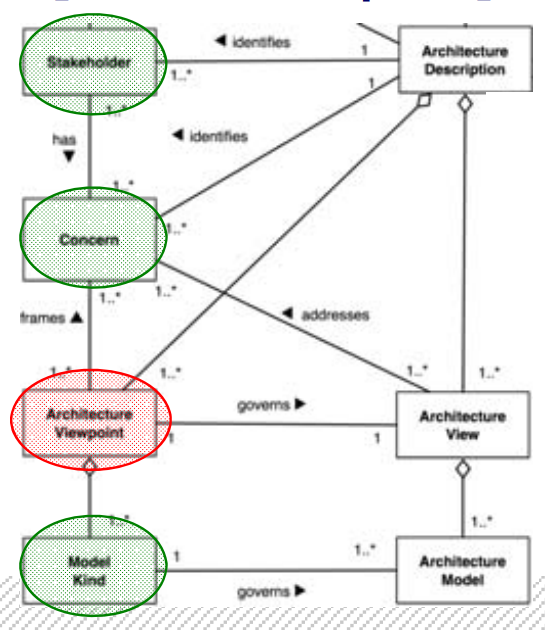 Stakeholder
◄ identifies
1
Architecture
Description
1..*
1
1..*
has
▼
◄ identifies
1..*
1..*
Concern
1..*
1..*
frames ▲
◄ addresses
1..*
1..*
1..*
1..*
Architecture
Viewpoint
governs ►
1
1
Architecture
View
1..*
1..*
Model
Kind
1
1..*
governs ►
Architecture
Model